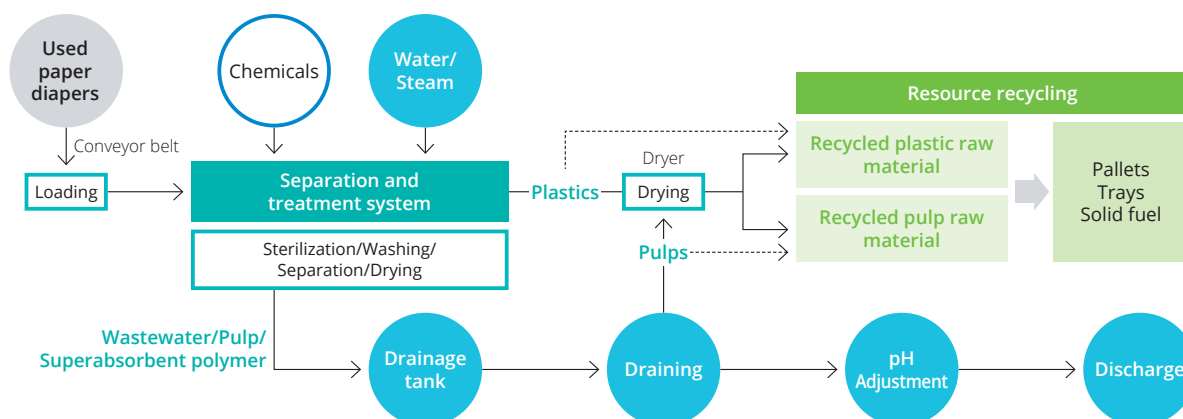 Used
paper
diapers
Chemicals
Water/
Steam
Resource recycling
Conveyor belt
Loading
Separation and
treatment system
Plastics
Dryer
Drying
Recycled plastic raw
material
Pallets
Trays
Solid fuel
Recycled pulp raw
material
Sterilization/Washing/
Separation/Drying
Pulps
Wastewater/Pulp/
Superabsorbent polymer
Drainage
tank
Draining
pH
Adjustment
Discharge